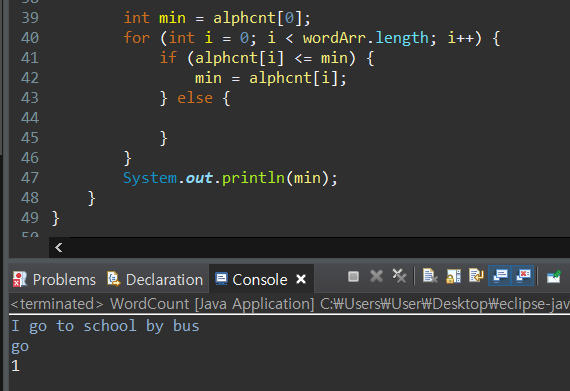 39 int min = alphcnt[0];
40 for (int i = 0; i < wordArr.length; i++) {
41 if (alphcnt[i] <= min) {
42 min = alphcnt[i];
43 } else {
44
45 }
46 }
47 System.out.println(min);
48 }
49 }
Problems Declaration Console
<terminated> WordCount [Java Application] C:₩Users₩User₩Desktop₩eclipse-jav
I go to school by bus
go
1